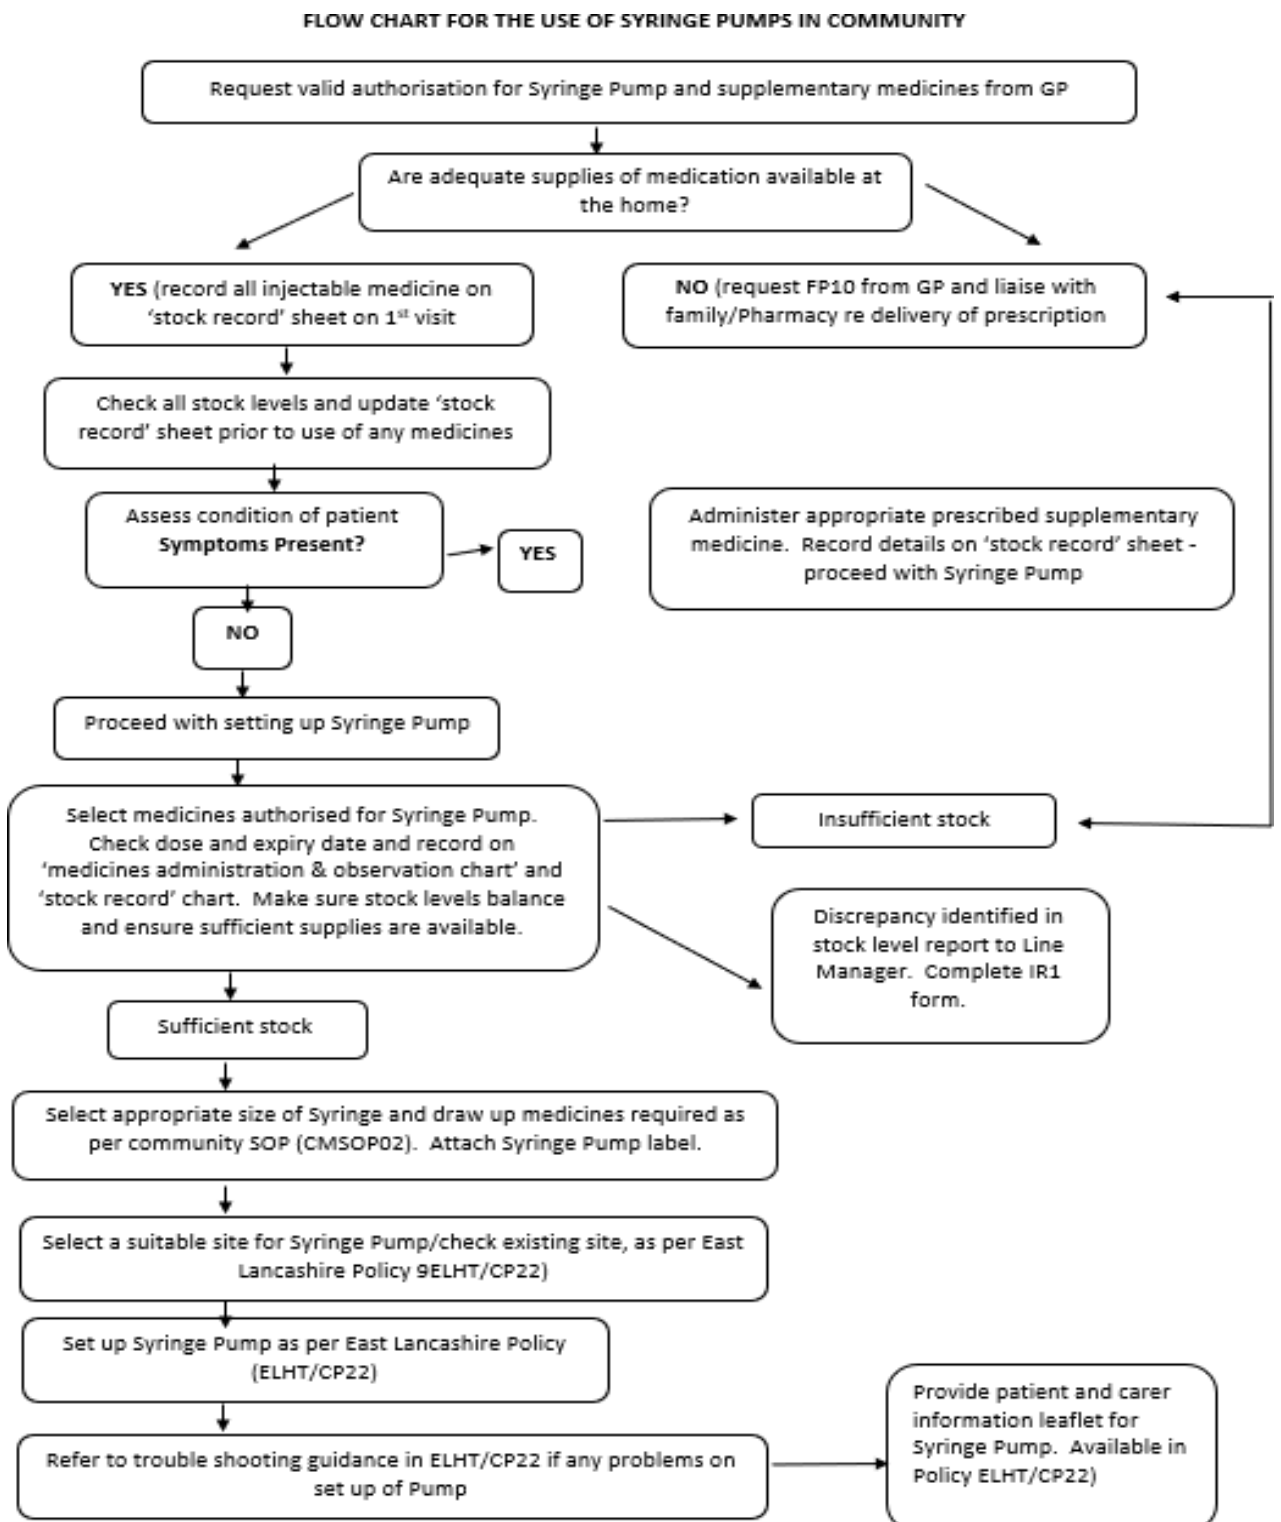 FLOW CHART FOR THE USE OF SYRINGE PUMPS IN COMMUNITY
Request valid authorisation for Syringe Pump and supplementary medicines from GP
Are adequate supplies of medication available at
the home?
YES (record all injectable medicine on
‘stock record’ sheet on 1st visit
NO (request FP10 from GP and liaise with
family/Pharmacy re delivery of prescription
Check all stock levels and update ‘stock
record’ sheet prior to use of any medicines
Assess condition of patient
Symptoms Present?
YES
Administer appropriate prescribed supplementary
medicine. Record details on ‘stock record’ sheet -
proceed with Syringe Pump
NO
Proceed with setting up Syringe Pump
Select medicines authorised for Syringe Pump.
Check dose and expiry date and record on
‘medicines administration & observation chart’ and
‘stock record’ chart. Make sure stock levels balance
and ensure sufficient supplies are available.
Insufficient stock
Discrepancy identified in
stock level report to Line
Manager. Complete IR1
form.
Sufficient stock
Select appropriate size of Syringe and draw up medicines required as
per community SOP (CMSOP02). Attach Syringe Pump label.
Select a suitable site for Syringe Pump/check existing site, as per East
Lancashire Policy 9ELHT/CP22)
Set up Syringe Pump as per East Lancashire Policy
(ELHT/CP22)
Refer to trouble shooting guidance in ELHT/CP22 if any problems on
set up of Pump
Provide patient and carer
information leaflet for
Syringe Pump. Available in
Policy ELHT/CP22)